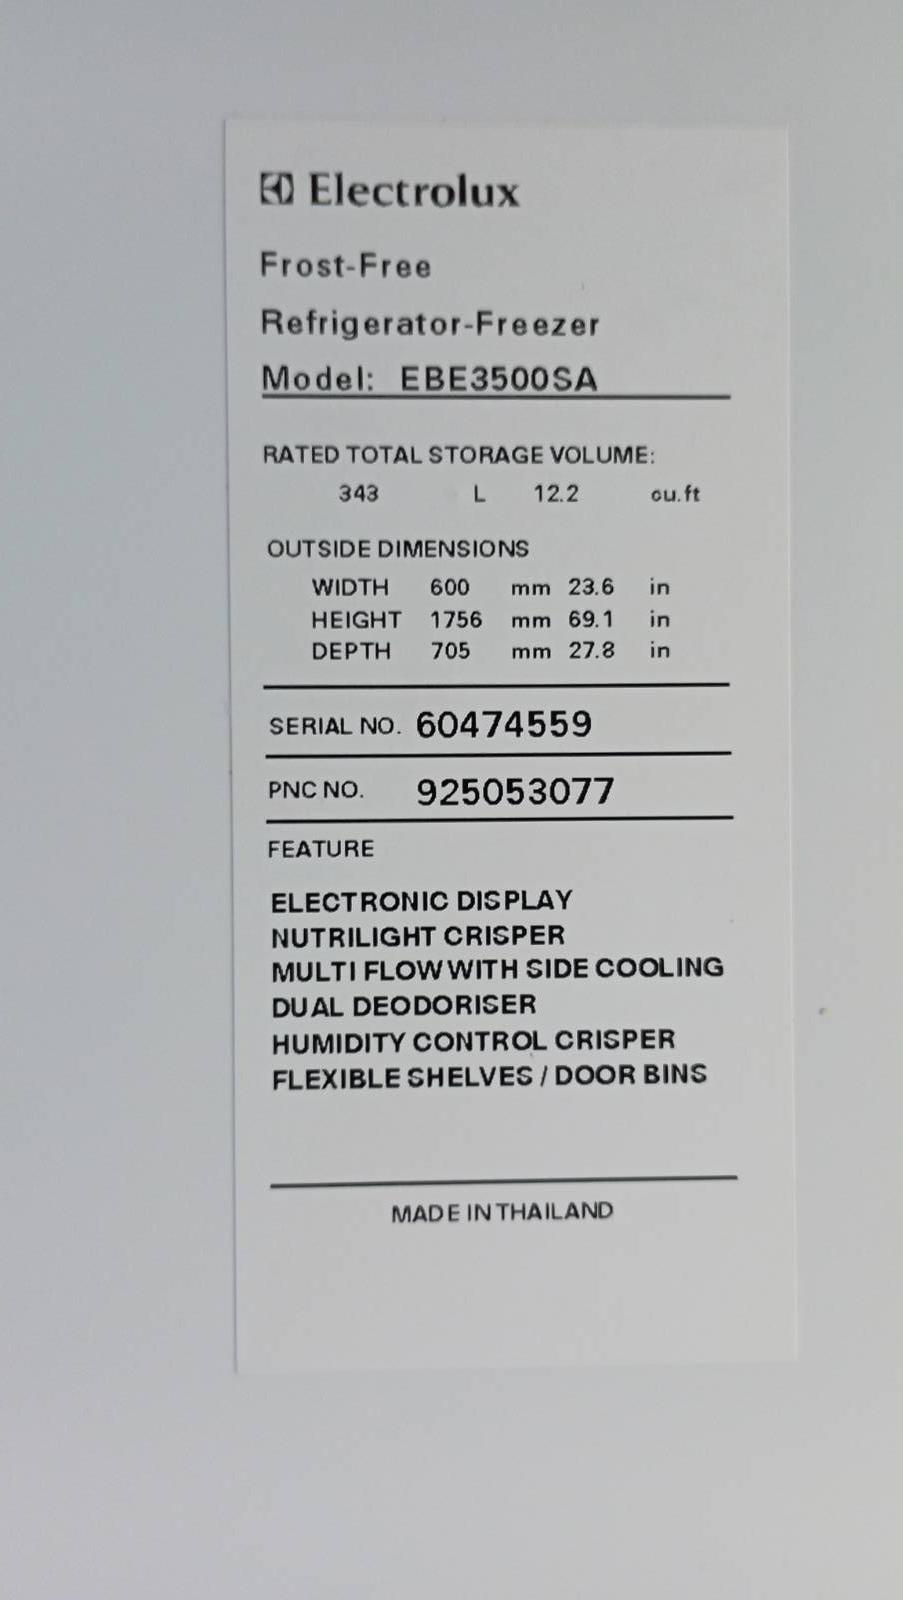 Electrolux
Frost-Free
Refrigerator-Freezer
Model: EBE3500SA
RATED TOTAL STORAGE VOLUME:
343 L 12.2 cu.ft
OUTSIDE DIMENSIONS
WIDTH 600 mm 23.6 in
HEIGHT 1756 mm 69.1 in
DEPTH 705 mm 27.8 in
SERIAL NO. 60474559
PNC NO. 925053077
FEATURE
ELECTRONIC DISPLAY
NUTRILIGHT CRISPER
MULTI FLOW WITH SIDE COOLING
DUAL DEODORISER
HUMIDITY CONTROL CRISPER
FLEXIBLE SHELVES / DOOR BINS
MADE IN THAILAND